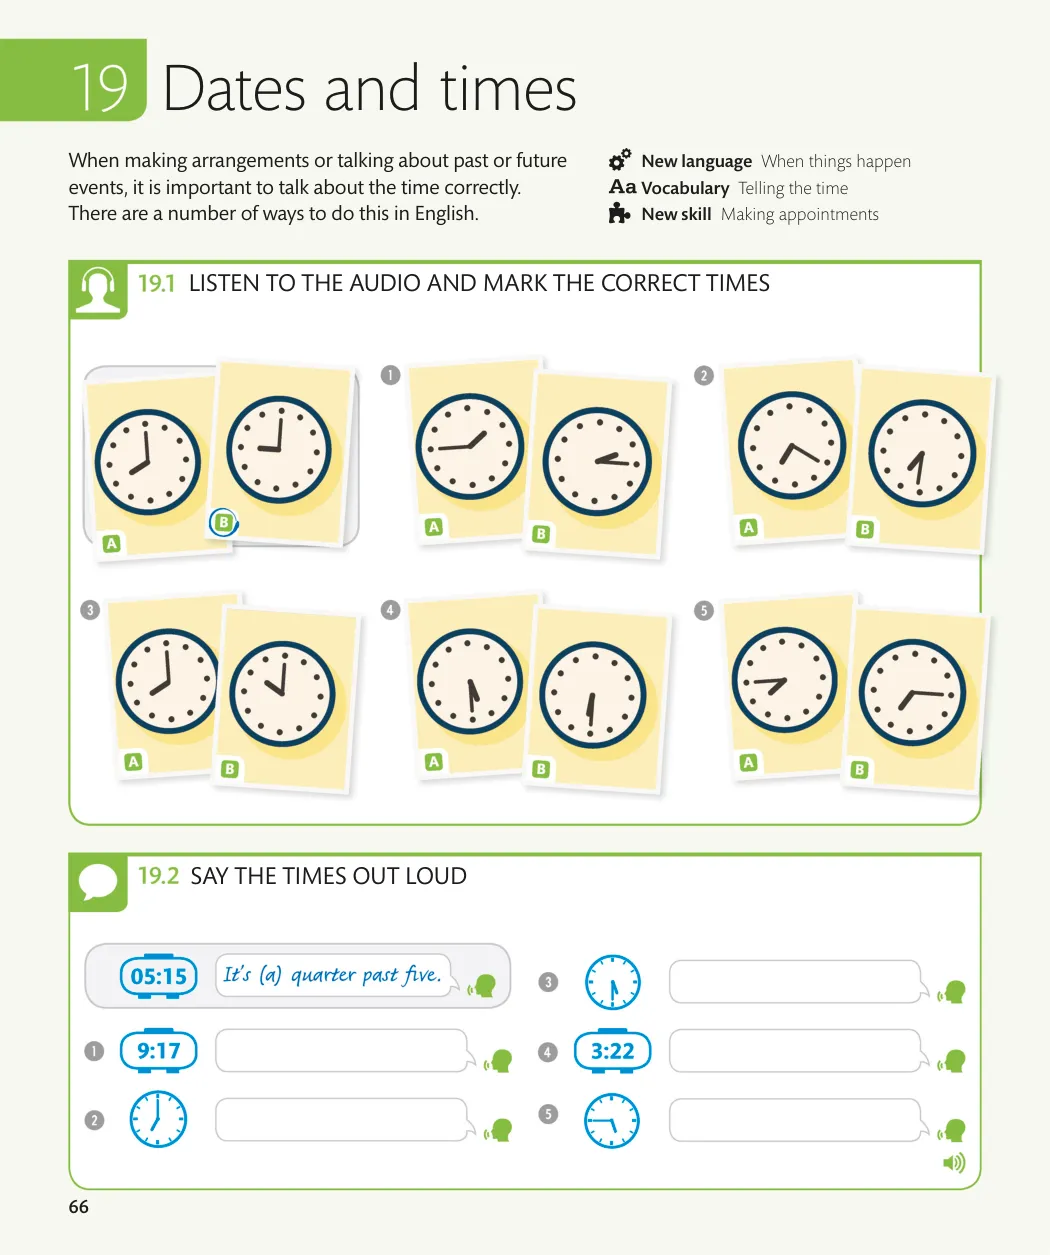 19 Dates and times
When making arrangements or talking about past or future
events, it is important to talk about the time correctly.
There are a number of ways to do this in English.
New language When things happen
Aa Vocabulary Telling the time
New skill Making appointments
19.1 LISTEN TO THE AUDIO AND MARK THE CORRECT TIMES
A
B
1
A
B
2
A
B
3
A
B
4
A
B
5
A
B
19.2 SAY THE TIMES OUT LOUD
05:15 It's (a) quarter past five.
1 9:17
2
3
4 3:22
5
66